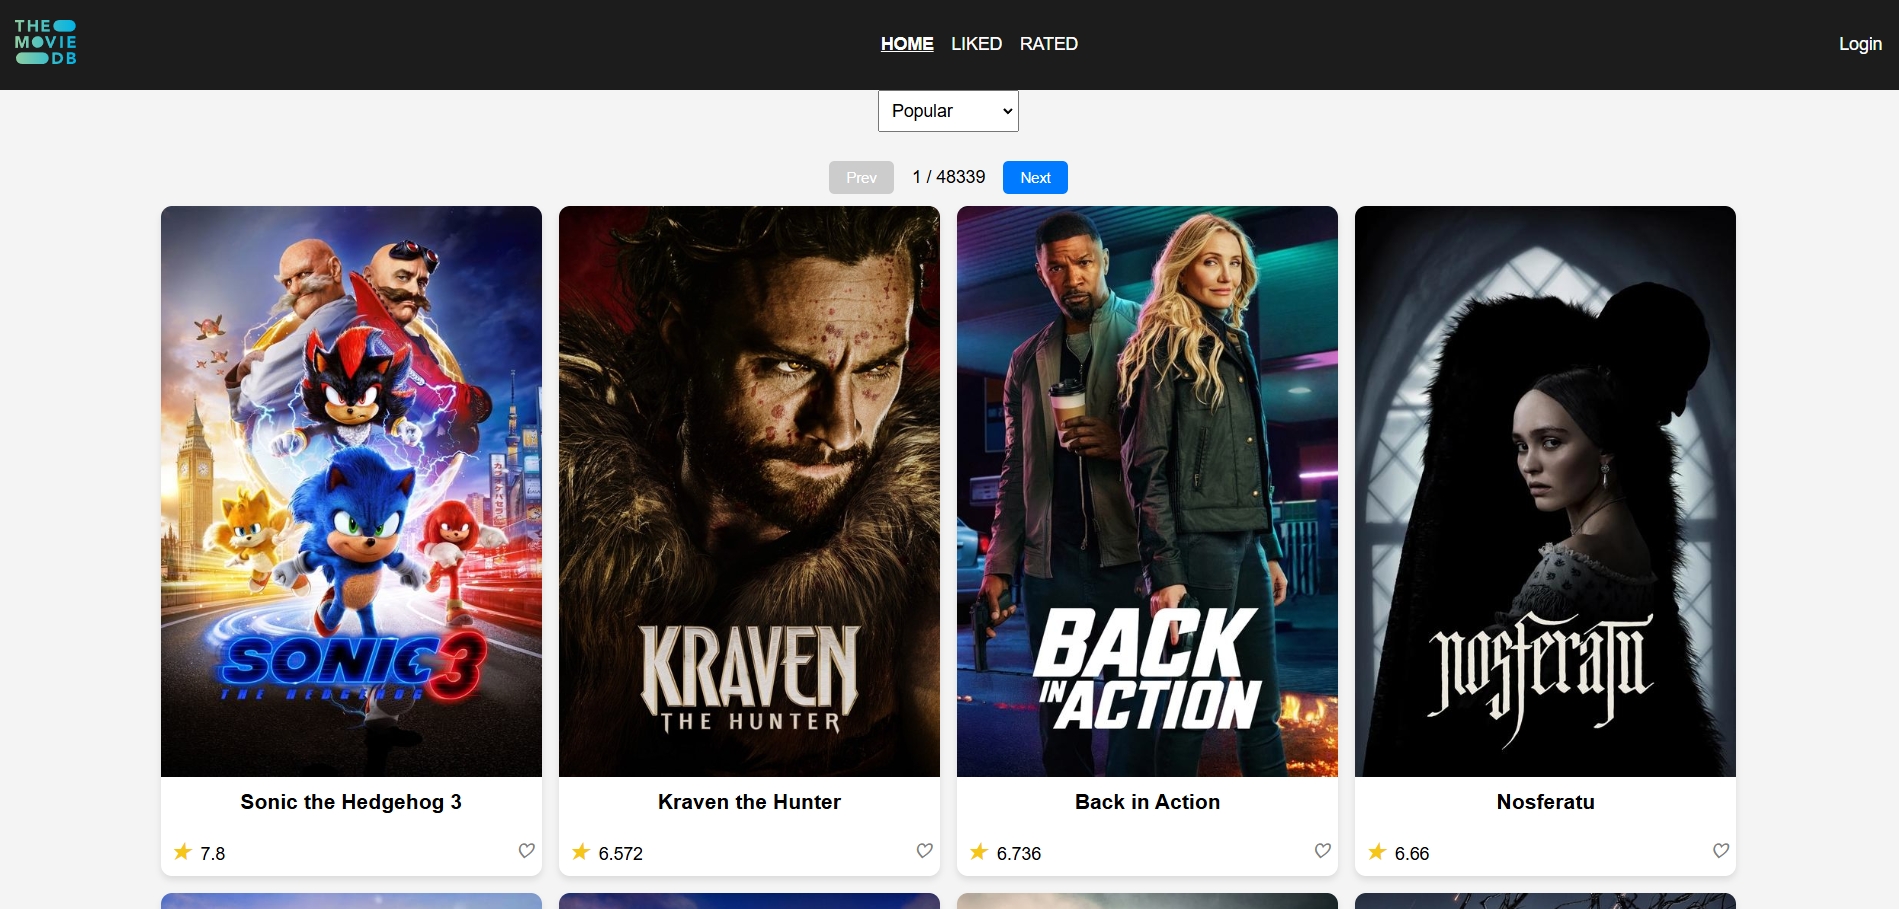 THE
MOVIE
DB
HOME LIKED RATED
Login
Popular
Prev 1 / 48339 Next
SONIC 3
THE HEDGEHOG
KRAVEN
THE HUNTER
BACK
IN ACTION
nosferatu
Sonic the Hedgehog 3
Kraven the Hunter
Back in Action
Nosferatu
7.8
6.572
6.736
6.66